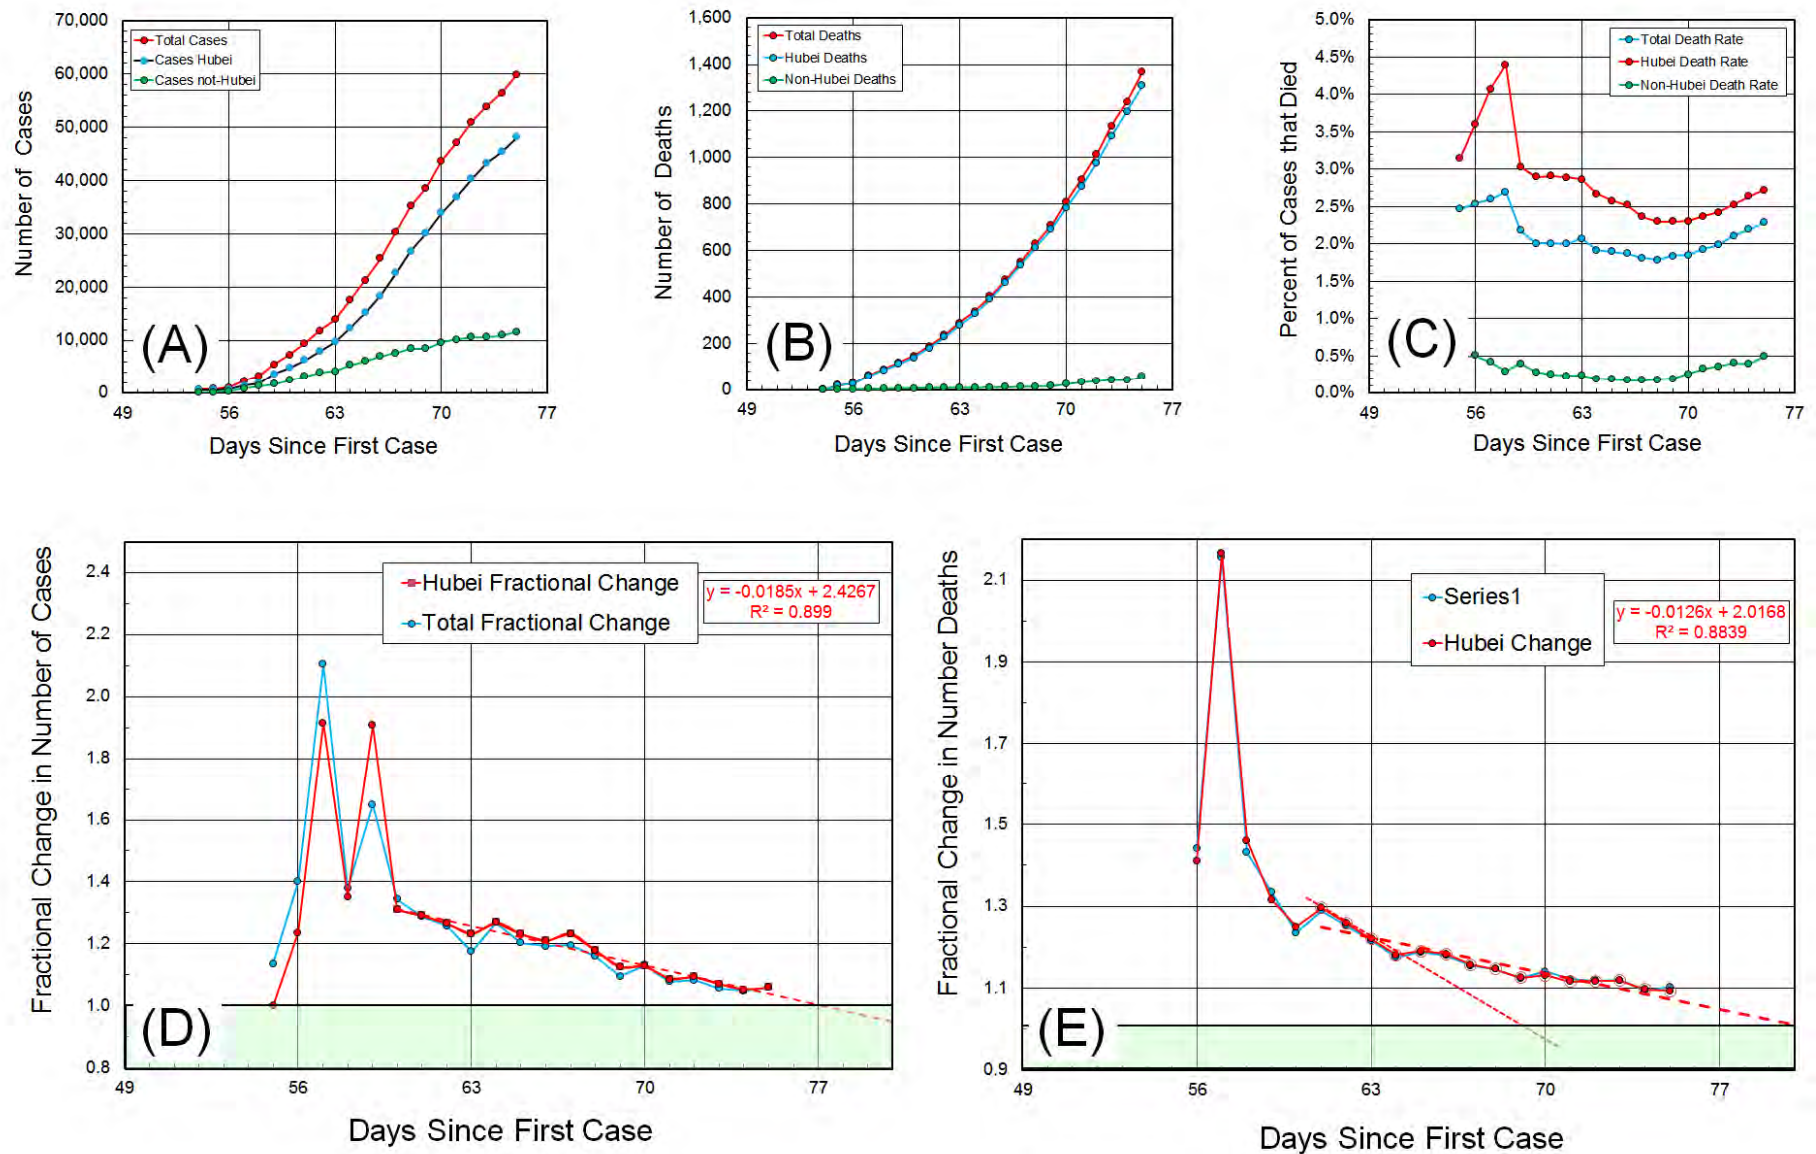 Number of Cases
70,000
60,000
50,000
40,000
30,000
20,000
10,000
0
Total Cases
Cases Hubei
Cases not-Hubei
(A)
49 56 63 70 77
Days Since First Case
Number of Deaths
1,600
1,400
1,200
1,000
800
600
400
200
0
Total Deaths
Hubei Deaths
Non-Hubei Deaths
(B)
49 56 63 70 77
Days Since First Case
Percent of Cases that Died
5.0%
4.5%
4.0%
3.5%
3.0%
2.5%
2.0%
1.5%
1.0%
0.5%
0.0%
Total Death Rate
Hubei Death Rate
Non-Hubei Death Rate
(C)
49 56 63 70 77
Days Since First Case
Fractional Change in Number of Cases
2.4
2.2
2.0
1.8
1.6
1.4
1.2
1.0
0.8
Hubei Fractional Change
Total Fractional Change
y = -0.0185x + 2.4267
R² = 0.899
(D)
49 56 63 70 77
Days Since First Case
Fractional Change in Number Deaths
2.1
1.9
1.7
1.5
1.3
1.1
0.9
Series1
Hubei Change
y = -0.0126x + 2.0168
R² = 0.8839
(E)
49 56 63 70 77
Days Since First Case